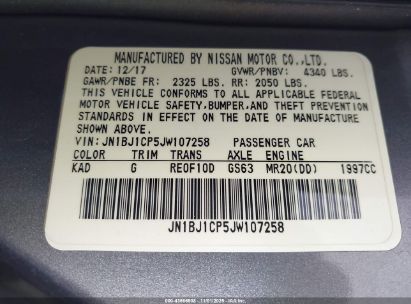 MANUFACTURED BY NISSAN MOTOR CO.,LTD.
DATE: 12/17 GVWR/PNBV: 4340 LBS.
GAWR/PNBE FR: 2325 LBS. RR: 2050 LBS.
THIS VEHICLE CONFORMS TO ALL APPLICABLE FEDERAL
MOTOR VEHICLE SAFETY,BUMPER,AND THEFT PREVENTION
STANDARDS IN EFFECT ON THE DATE OF MANUFACTURE
SHOWN ABOVE.
VIN: JN1BJ1CP5JW107258 PASSENGER CAR
COLOR TRIM TRANS AXLE ENGINE
KAD G RE0F10D GS63 MR20(DD) 1997CC
JN1BJ1CP5JW107258